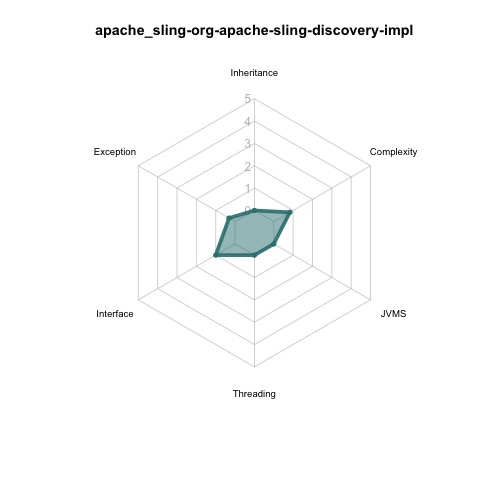 apache_sling-org-apache-sling-discovery-impl
Inheritance
5
Exception
4
Complexity
3
2
1
0
Interface
JVMS
Threading